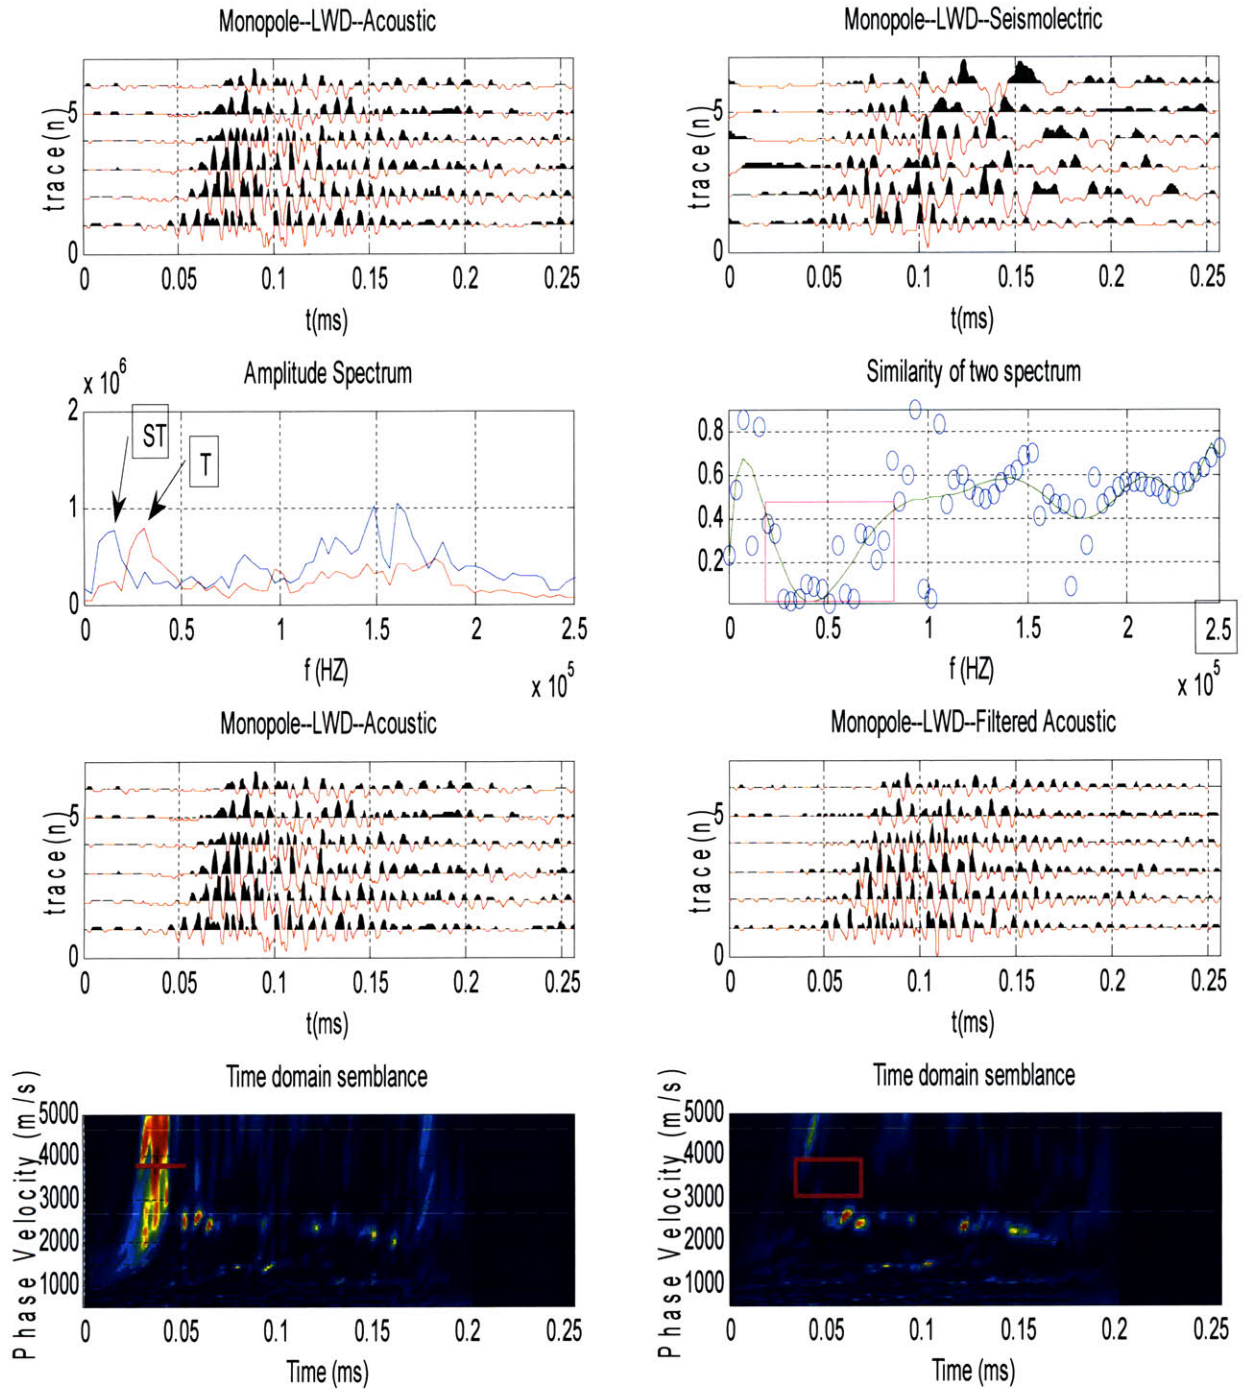 Monopole--LWD--Acoustic
trace(n)
5
0
0 0.05 0.1 0.15 0.2 0.25
t(ms)
Monopole--LWD--Seismolectric
trace(n)
5
0
0 0.05 0.1 0.15 0.2 0.25
t(ms)
Amplitude Spectrum
x 10^6
2
1
0
ST
T
0 0.5 1 1.5 2 2.5
f (HZ)
x 10^5
Similarity of two spectrum
0.8
0.6
0.4
0.2
0 0.5 1 1.5 2 2.5
f (HZ)
x 10^5
Monopole--LWD--Acoustic
trace(n)
5
0
0 0.05 0.1 0.15 0.2 0.25
t(ms)
Monopole--LWD--Filtered Acoustic
trace(n)
5
0
0 0.05 0.1 0.15 0.2 0.25
t(ms)
Time domain semblance
Phase Velocity (m/s)
5000
4000
3000
2000
1000
0 0.05 0.1 0.15 0.2 0.25
Time (ms)
Time domain semblance
Phase Velocity (m/s)
5000
4000
3000
2000
1000
0 0.05 0.1 0.15 0.2 0.25
Time (ms)